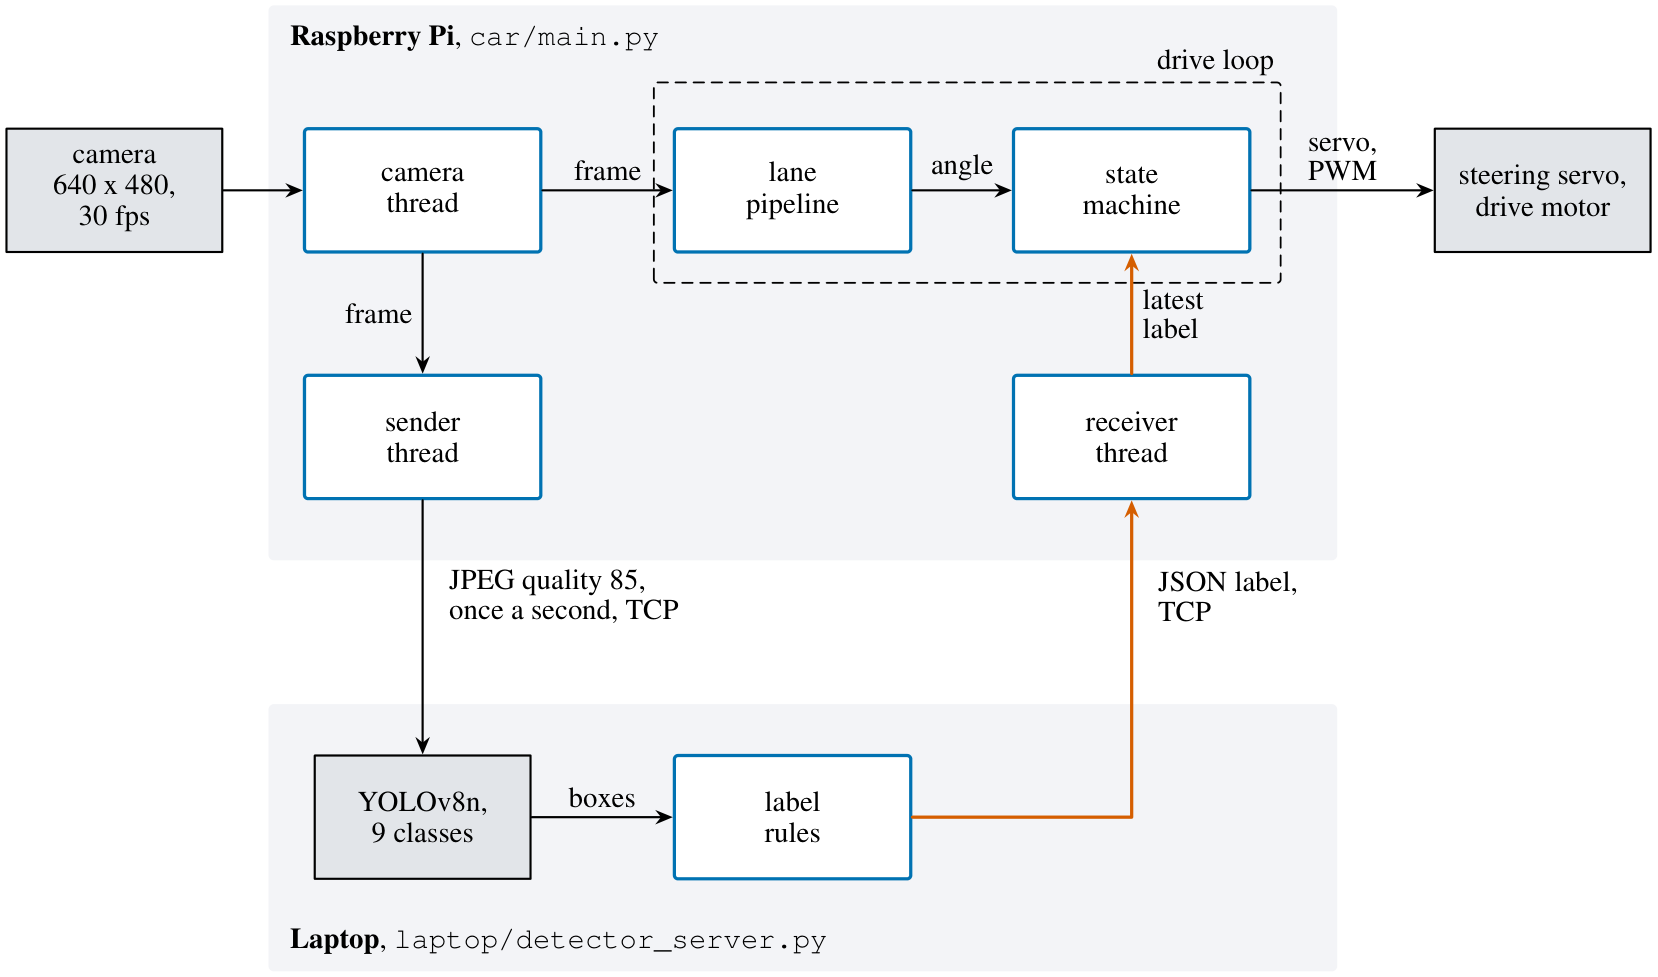 Raspberry Pi, car/main.py
drive loop
camera
640 x 480,
30 fps
camera
thread
frame
lane
pipeline
angle
state
machine
servo,
PWM
steering servo,
drive motor
frame
latest
label
sender
thread
receiver
thread
JPEG quality 85,
once a second, TCP
JSON label,
TCP
YOLOv8n,
9 classes
boxes
label
rules
Laptop, laptop/detector_server.py